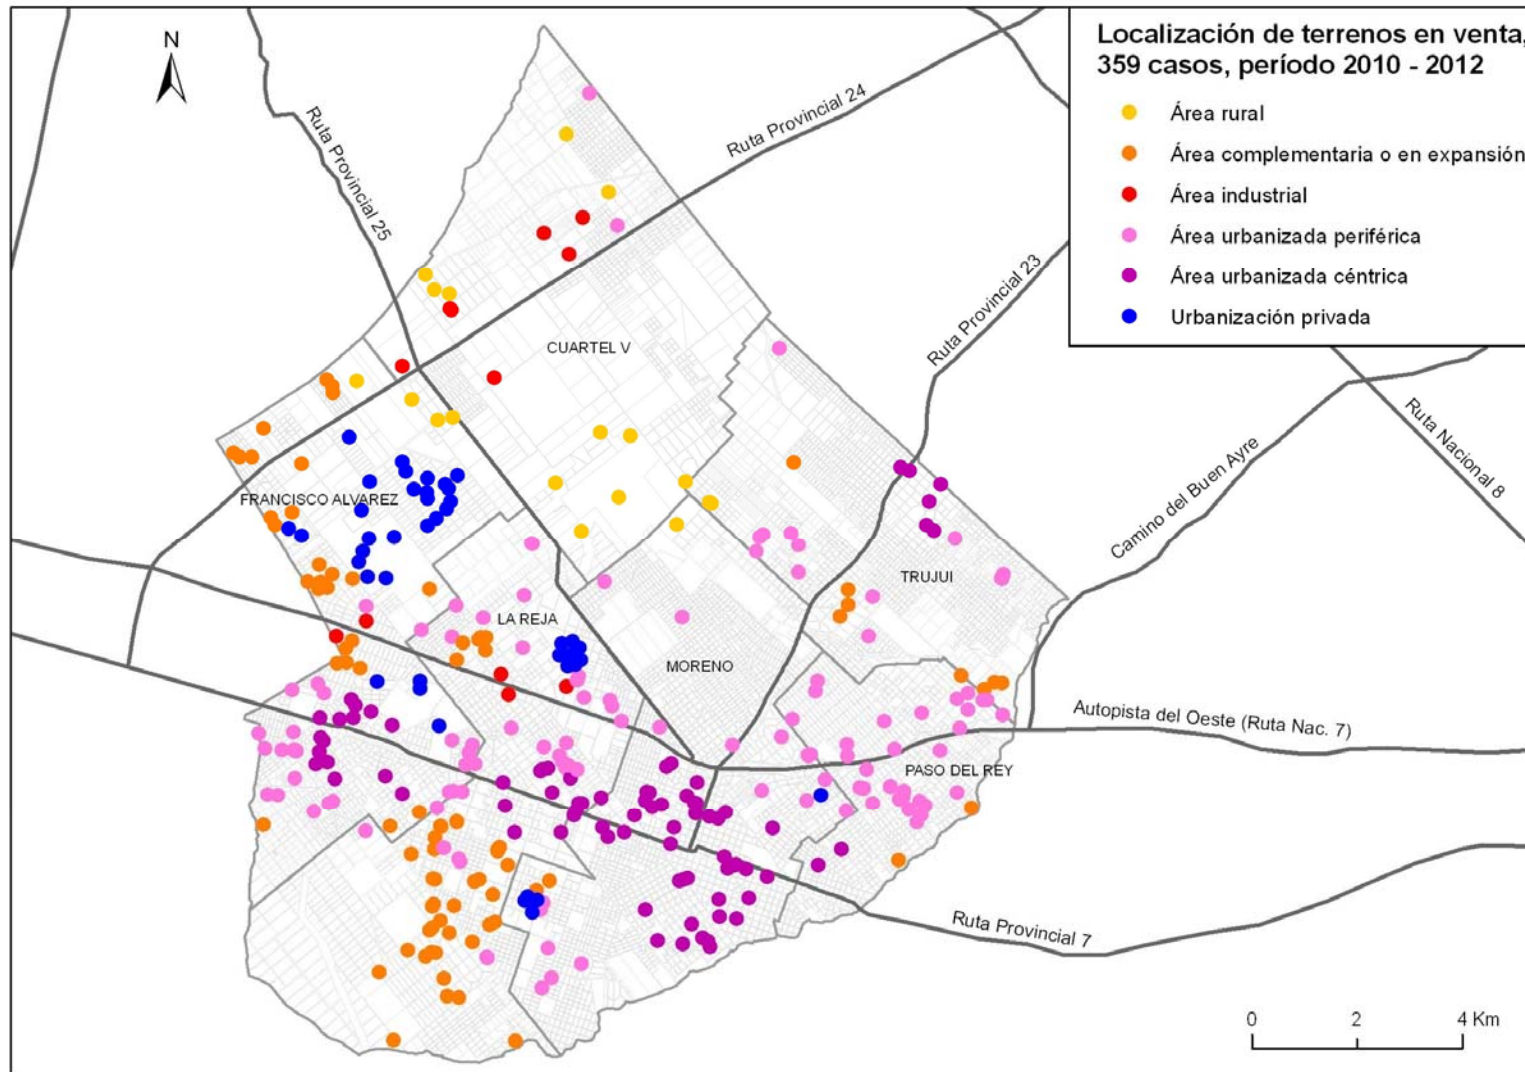 Localización de terrenos en venta,
359 casos, período 2010 - 2012
Área rural
Área complementaria o en expansión
Área industrial
Área urbanizada periférica
Área urbanizada céntrica
Urbanización privada
N
Ruta Provincial 24
Ruta Provincial 25
Ruta Provincial 23
CUARTEL V
Ruta Nacional 8
Camino del Buen Ayre
FRANCISCO ALVAREZ
TRUJUI
LA REJA
MORENO
Autopista del Oeste (Ruta Nac. 7)
PASO DEL REY
Ruta Provincial 7
0 2 4 Km